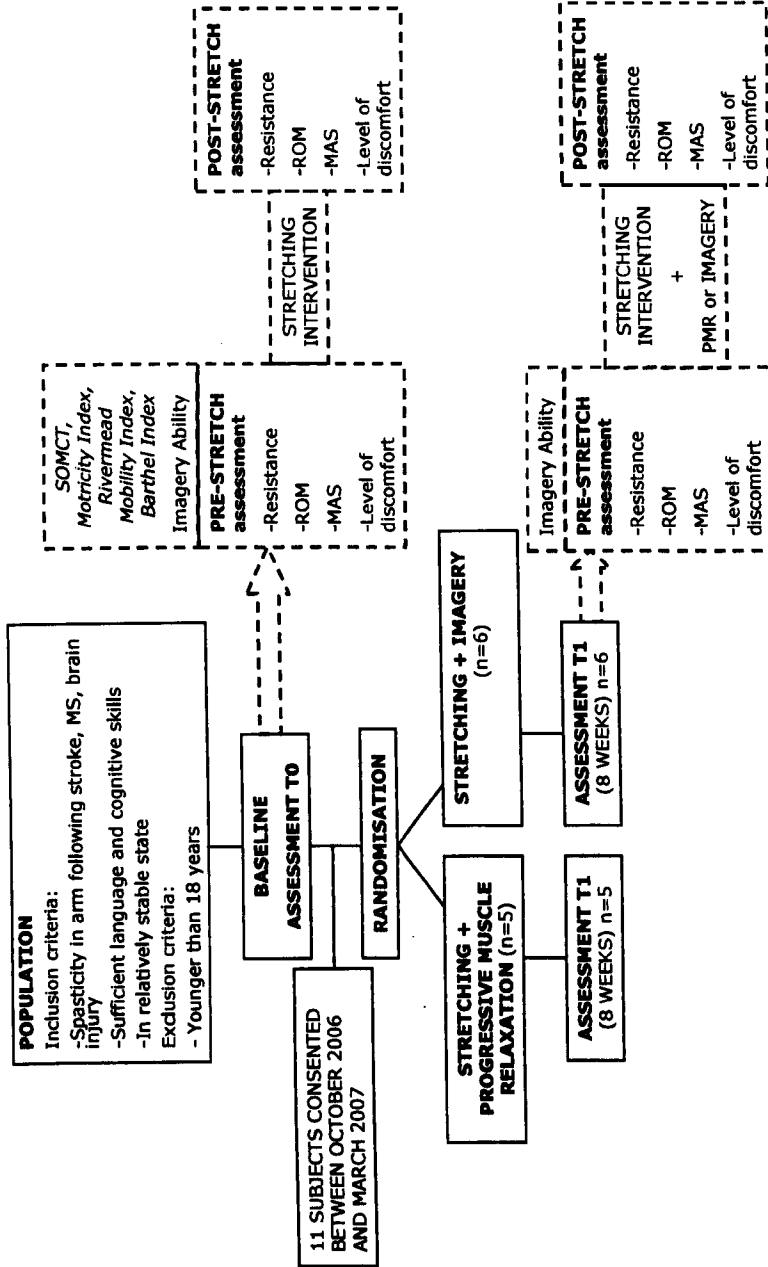 POPULATION
Inclusion criteria:
-Spasticity in arm following stroke, MS, brain
injury
-Sufficient language and cognitive skills
-In relatively stable state
Exclusion criteria:
- Younger than 18 years
BASELINE
ASSESSMENT T0
11 SUBJECTS CONSENTED
BETWEEN OCTOBER 2006
AND MARCH 2007
RANDOMISATION
STRETCHING +
PROGRESSIVE MUSCLE
RELAXATION (n=5)
STRETCHING + IMAGERY
(n=6)
ASSESSMENT T1
(8 WEEKS) n=5
ASSESSMENT T1
(8 WEEKS) n=6
SOMCT,
Motricity Index,
Rivermead
Mobility Index,
Barthel Index
Imagery Ability
PRE-STRETCH
assessment
-Resistance
-ROM
-MAS
-Level of
discomfort
STRETCHING
INTERVENTION
POST-STRETCH
assessment
-Resistance
-ROM
-MAS
-Level of
discomfort
Imagery Ability
PRE-STRETCH
assessment
-Resistance
-ROM
-MAS
-Level of
discomfort
STRETCHING
INTERVENTION
+
PMR or IMAGERY
POST-STRETCH
assessment
-Resistance
-ROM
-MAS
-Level of
discomfort